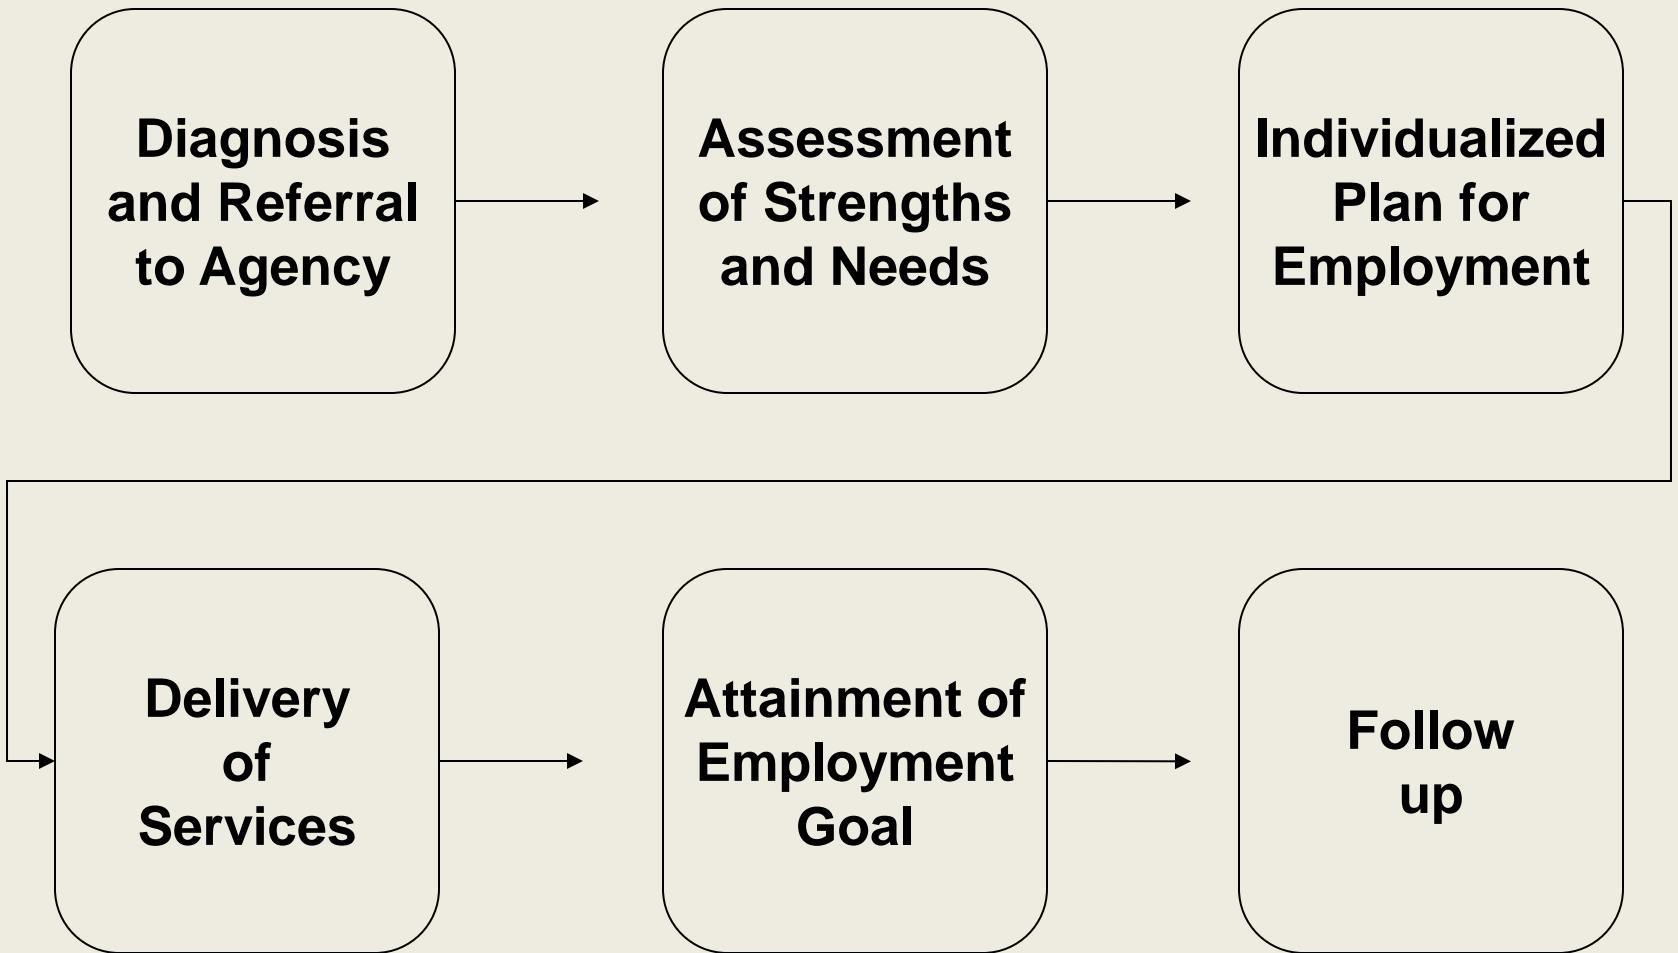 Diagnosis
and Referral
to Agency
Assessment
of Strengths
and Needs
Individualized
Plan for
Employment
Delivery
of
Services
Attainment of
Employment
Goal
Follow
up